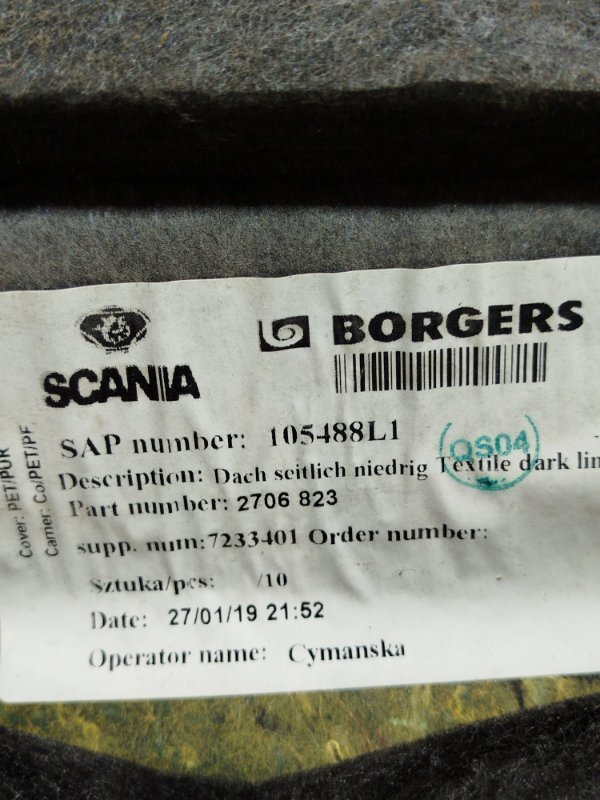 SCANIA
BORGERS
SAP number: 105488L1
QS04
Description: Dach seitlich niedrig Textile dark lin
Part number: 2706 823
supp. num:7233401 Order number:
Sztuka/pcs: /10
Date: 27/01/19 21:52
Operator name: Cymanska
Cover: PET/PUR
Carrier: Co/PET/PF